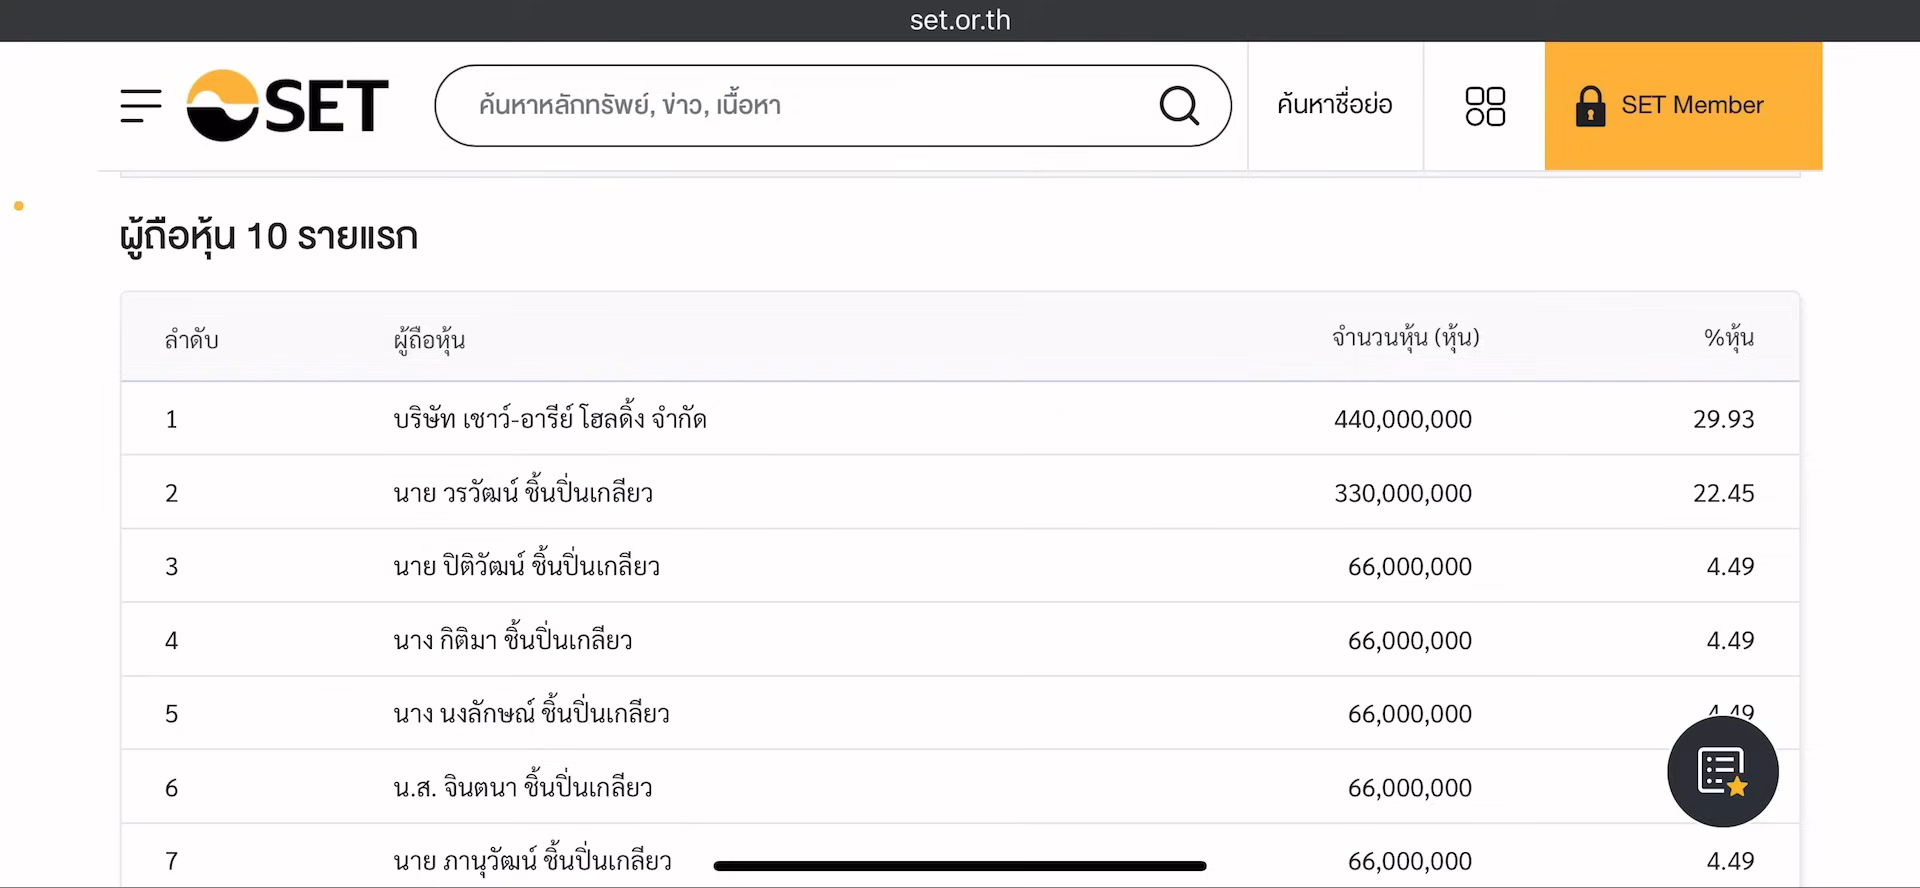 set.or.th
SET
ค้นหาหลักทรัพย์, ข่าว, เนื้อหา
ค้นหาชื่อย่อ
SET Member
ผู้ถือหุ้น 10 รายแรก
ลำดับ ผู้ถือหุ้น จำนวนหุ้น (หุ้น) %หุ้น
1 บริษัท เชาว์-อารีย์ โฮลดิ้ง จำกัด 440,000,000 29.93
2 นาย วรวัฒน์ ชิ้นปิ่นเกลียว 330,000,000 22.45
3 นาย ปิติวัฒน์ ชิ้นปิ่นเกลียว 66,000,000 4.49
4 นาง กิติมา ชิ้นปิ่นเกลียว 66,000,000 4.49
5 นาง นงลักษณ์ ชิ้นปิ่นเกลียว 66,000,000 4.49
6 น.ส. จินตนา ชิ้นปิ่นเกลียว 66,000,000
7 นาย ภานุวัฒน์ ชิ้นปิ่นเกลียว 66,000,000 4.49